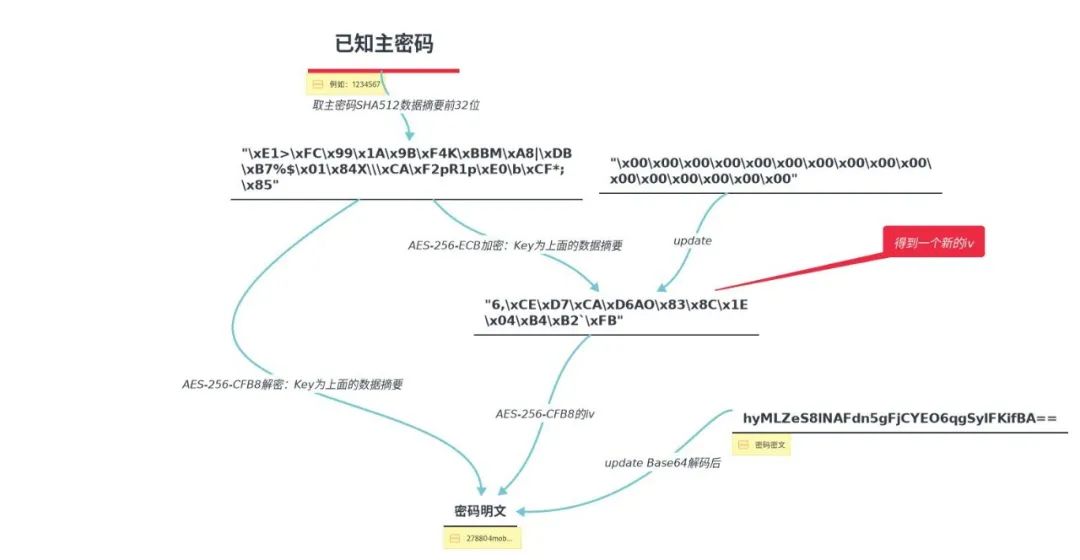 已知主密码
例如：1234567
取主密码SHA512数据摘要前32位
"\xE1>\xFC\x99\x1A\x9B\xF4K\xBBM\xA8|\xDB
\xB7%$\x01\x84X\\\xCA\xF2pR1p\xE0\b\xCF*;
\x85"
"\x00\x00\x00\x00\x00\x00\x00\x00\x00\x00\
x00\x00\x00\x00\x00\x00"
AES-256-ECB加密：Key为上面的数据摘要
update
得到一个新的iv
"6,\xCE\xD7\xCA\xD6AO\x83\x8C\x1E
\x04\xB4\xB2`\xFB"
AES-256-CFB8解密：Key为上面的数据摘要
AES-256-CFB8的iv
hyMLZeS8lNAFdn5gFjCYEO6qgSylFKifBA==
密码密文
update Base64解码后
密码明文
278804mob...